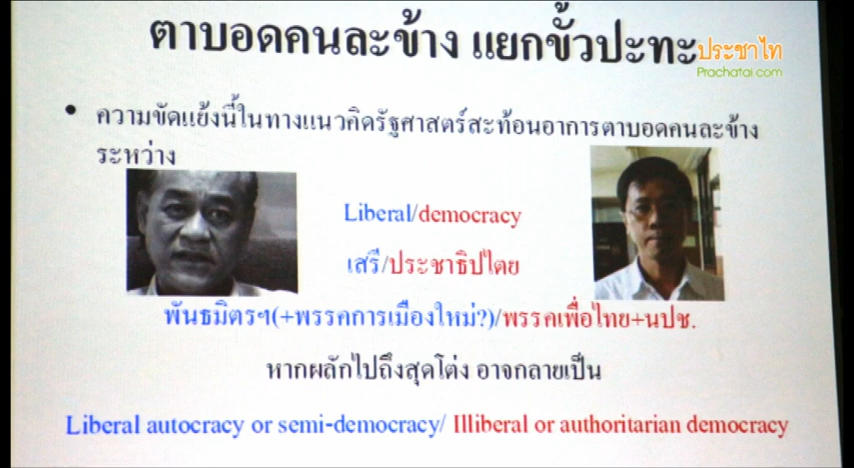 ตาบอดคนละข้าง แยกขั้วปะทะ
ประชาไท
Prachatai.com
• ความขัดแย้งนี้ในทางแนวคิดรัฐศาสตร์สะท้อนอาการตาบอดคนละข้าง
ระหว่าง
Liberal/democracy
เสรี/ประชาธิปไตย
พันธมิตรฯ(+พรรคการเมืองใหม่?)/พรรคเพื่อไทย+นปช.
หากผลักไปถึงสุดโต่ง อาจกลายเป็น
Liberal autocracy or semi-democracy/ Illiberal or authoritarian democracy